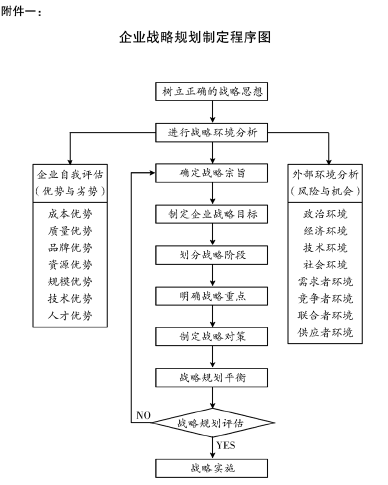 附件一：
企业战略规划制定程序图
树立正确的战略思想
进行战略环境分析
企业自我评估
（优势与劣势）
成本优势
质量优势
品牌优势
资源优势
规模优势
技术优势
人才优势
确定战略宗旨
制定企业战略目标
划分战略阶段
明确战略重点
制定战略对策
战略规划平衡
战略规划评估
NO
YES
战略实施
外部环境分析
（风险与机会）
政治环境
经济环境
技术环境
社会环境
需求者环境
竞争者环境
联合者环境
供应者环境